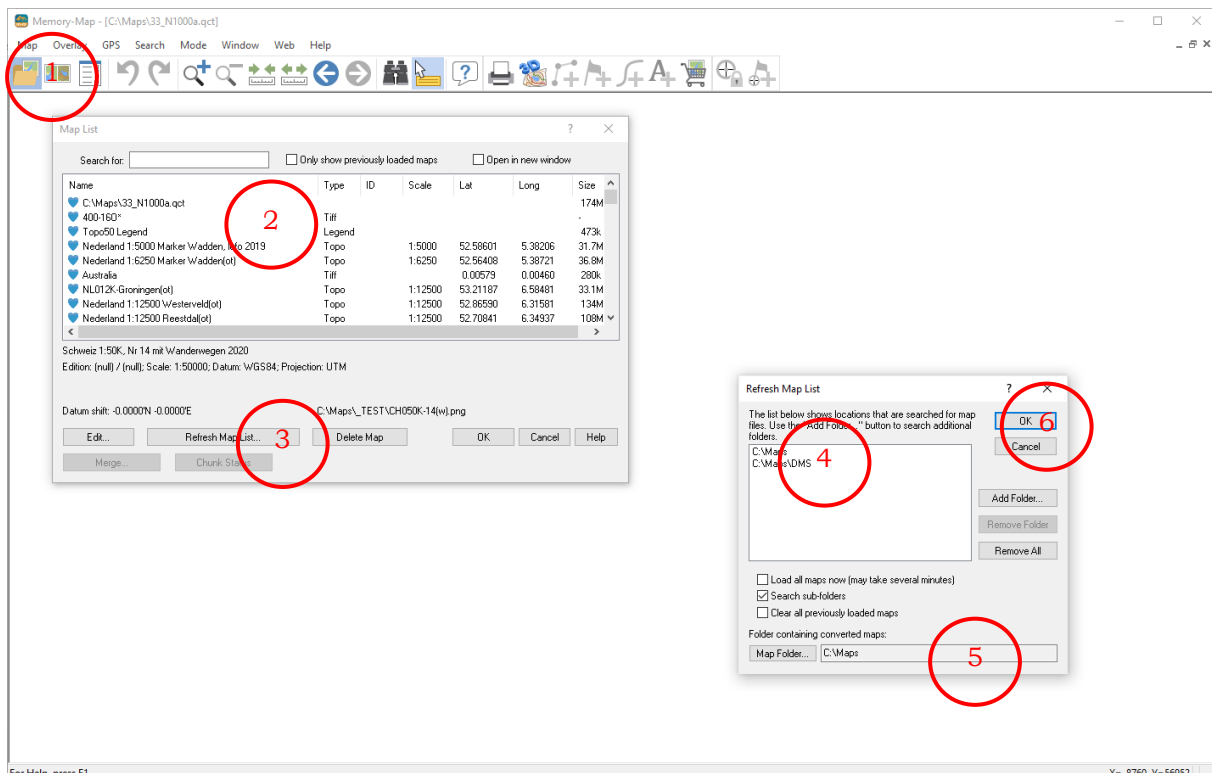 Memory-Map - [C:\Maps\33_N1000a.qct]
Map Overlay GPS Search Mode Window Web Help
1
Map List
Search for: Only show previously loaded maps Open in new window
Name Type ID Scale Lat Long Size
C:\Maps\33_N1000a.qct 174M
400-160* Tiff -
Topo50 Legend Legend 473k
Nederland 1:5000 Marker Wadden, 2019 Topo 1:5000 52.58601 5.38206 31.7M
Nederland 1:6250 Marker Wadden(ot) Topo 1:6250 52.56408 5.38721 36.8M
Australia Tiff 0.00579 0.00460 280k
NL012K-Groningen(ot) Topo 1:12500 53.21187 6.58481 33.1M
Nederland 1:12500 Westerveld(ot) Topo 1:12500 52.86590 6.31581 134M
Nederland 1:12500 Reestdal(ot) Topo 1:12500 52.70841 6.34937 108M
2
Schweiz 1:50K, Nr 14 mit Wanderwegen 2020
Edition: (null) / (null); Scale: 1:50000; Datum: WGS84; Projection: UTM
Datum shift: -0.0000'N -0.0000'E C:\Maps\_TEST\CH050K-14(w).png
Edit... Refresh Map List... Delete Map OK Cancel Help
3
Merge... Chunk Status
Refresh Map List
The list below shows locations that are searched for map
files. Use the "Add Folder..." button to search additional
folders.
OK
6
Cancel
C:\Maps
C:\Maps\DMS
4
Add Folder...
Remove Folder
Remove All
Load all maps now (may take several minutes)
Search sub-folders
Clear all previously loaded maps
Folder containing converted maps:
Map Folder... C:\Maps
5
For Help, press F1 X=-8760, Y=56952